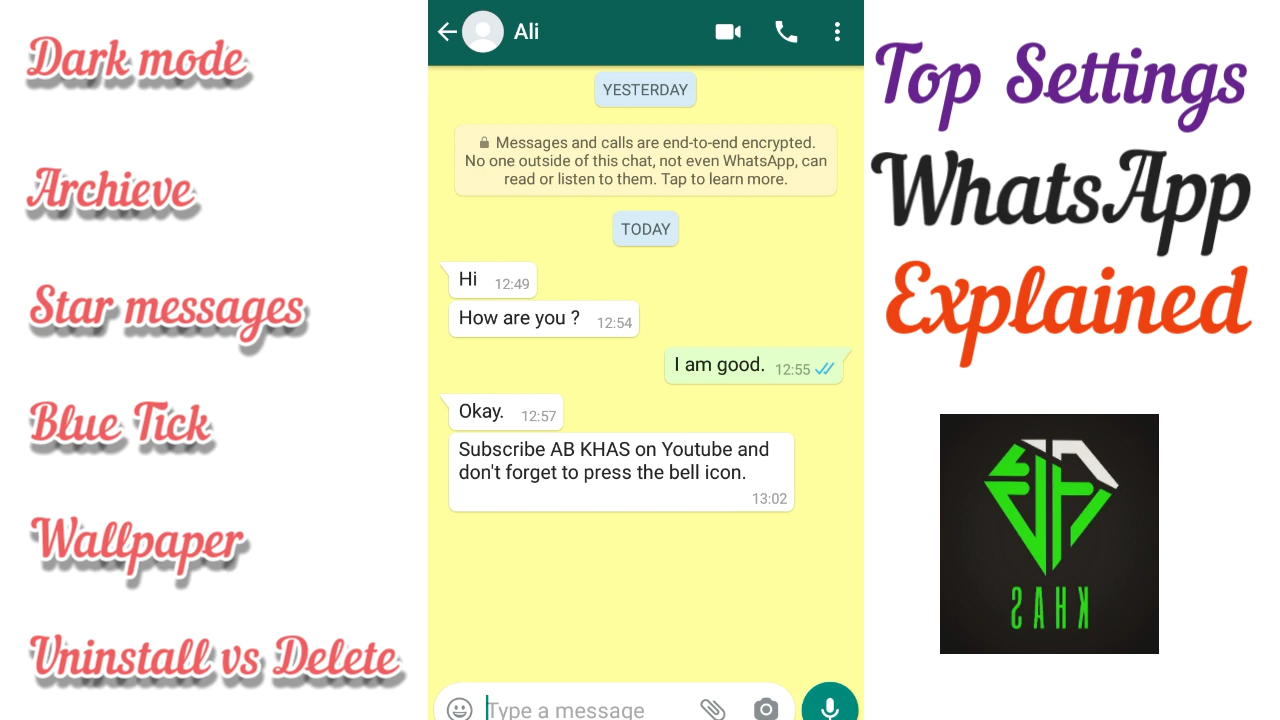 Dark mode
Archieve
Star messages
Blue Tick
Wallpaper
Uninstall vs Delete
Ali
YESTERDAY
Messages and calls are end-to-end encrypted.
No one outside of this chat, not even WhatsApp, can
read or listen to them. Tap to learn more.
TODAY
Hi 12:49
How are you ? 12:54
I am good. 12:55
Okay. 12:57
Subscribe AB KHAS on Youtube and
don't forget to press the bell icon.
13:02
Type a message
Top Settings
WhatsApp
Explained
KHAS